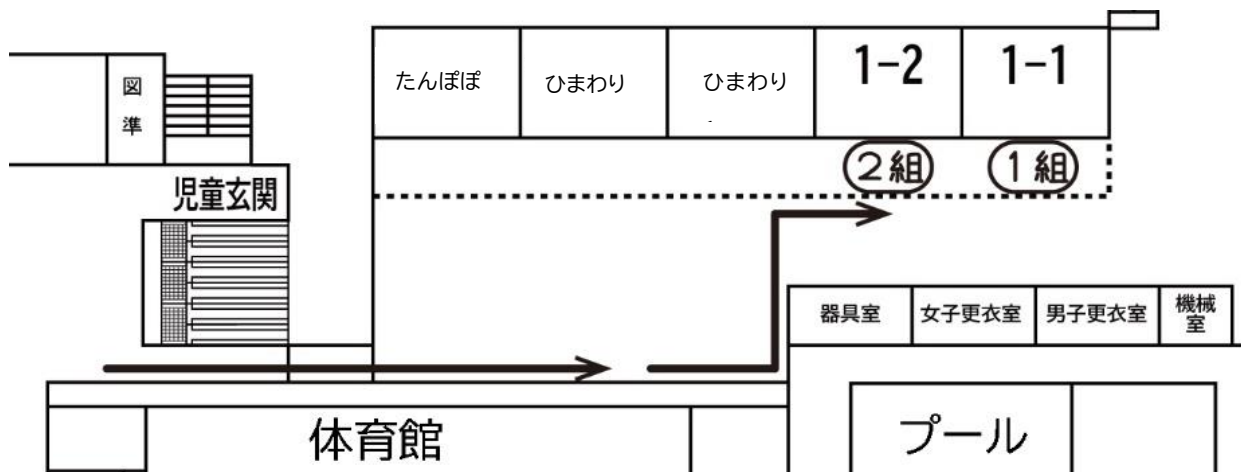 図準
たんぽぽ
ひまわり
ひまわり
1-2
1-1
2組
1組
児童玄関
器具室
女子更衣室
男子更衣室
機械
室
体育館
プール